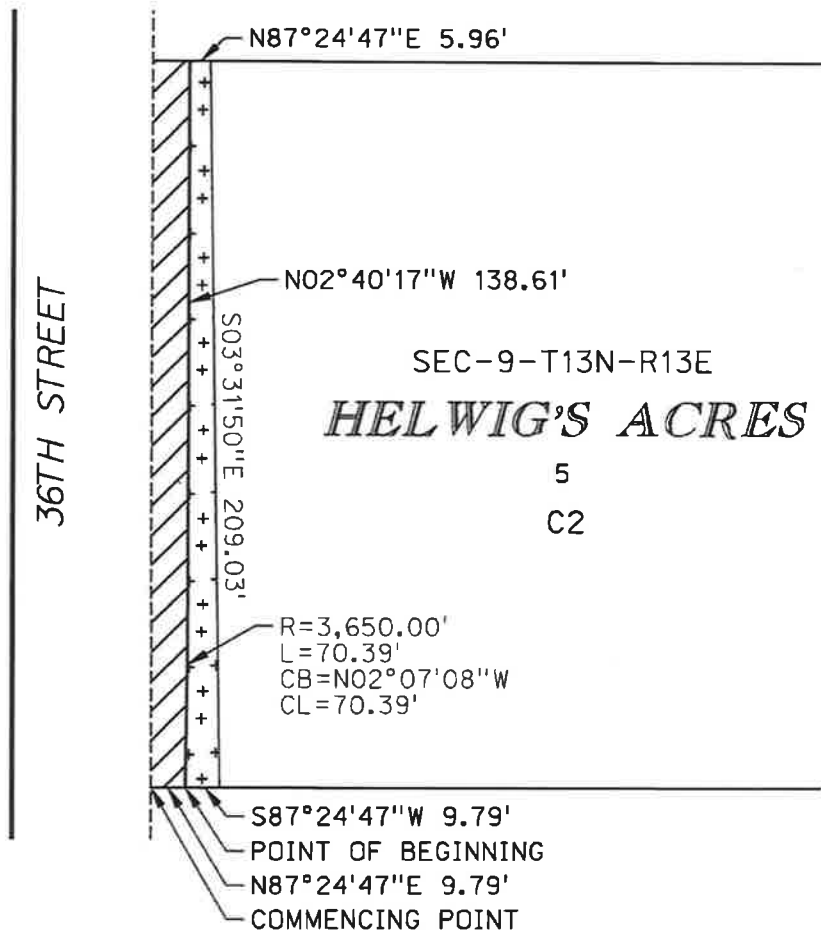 N87°24'47"E 5.96'
36TH STREET
N02°40'17"W 138.61'
S03°31'50"E 209.03'
SEC-9-T13N-R13E
HELWIG'S ACRES
5
C2
R=3,650.00'
L=70.39'
CB=N02°07'08"W
CL=70.39'
S87°24'47"W 9.79'
POINT OF BEGINNING
N87°24'47"E 9.79'
COMMENCING POINT